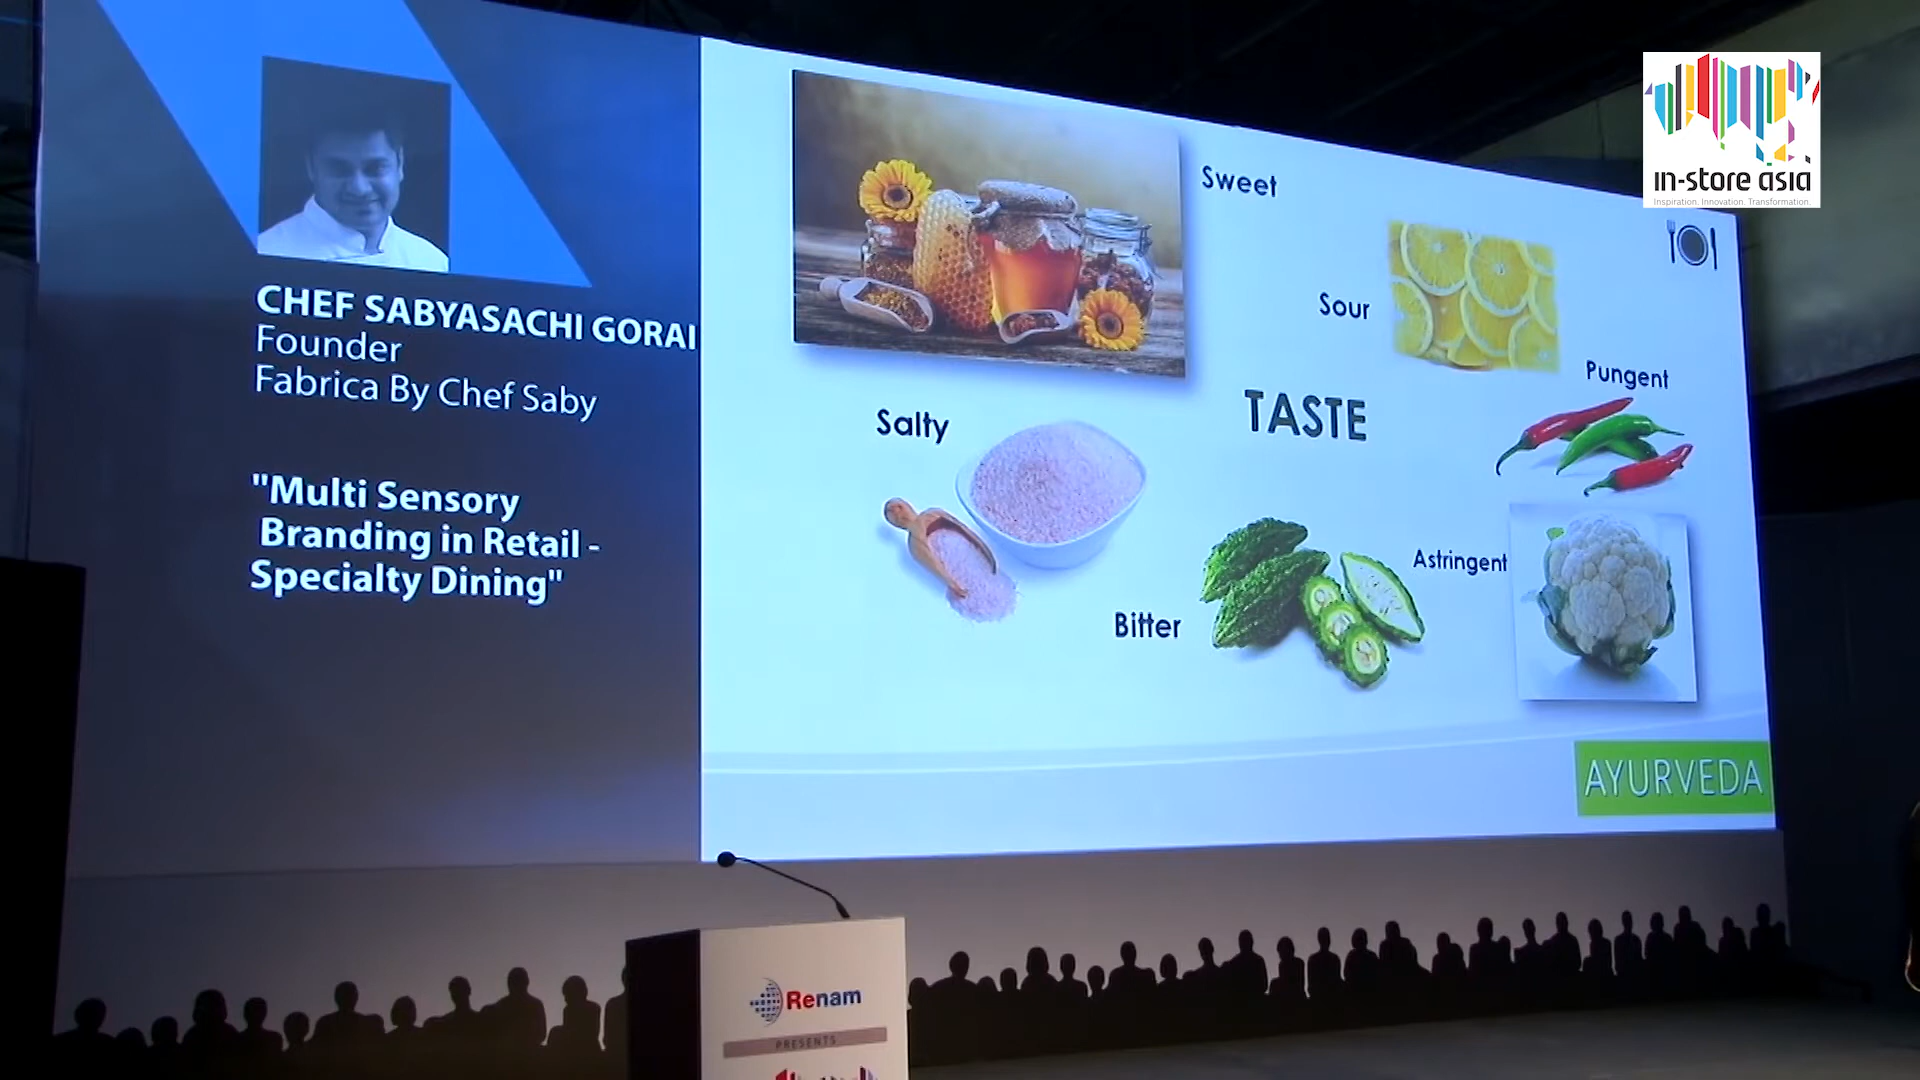 CHEF SABYASACHI GORAI
Founder
Fabrica By Chef Saby
"Multi Sensory
Branding in Retail -
Specialty Dining"
Sweet
Sour
Pungent
Salty
TASTE
Astringent
Bitter
AYURVEDA
in-store asia
Inspiration. Innovation. Transformation.
Renam
PRESENTS